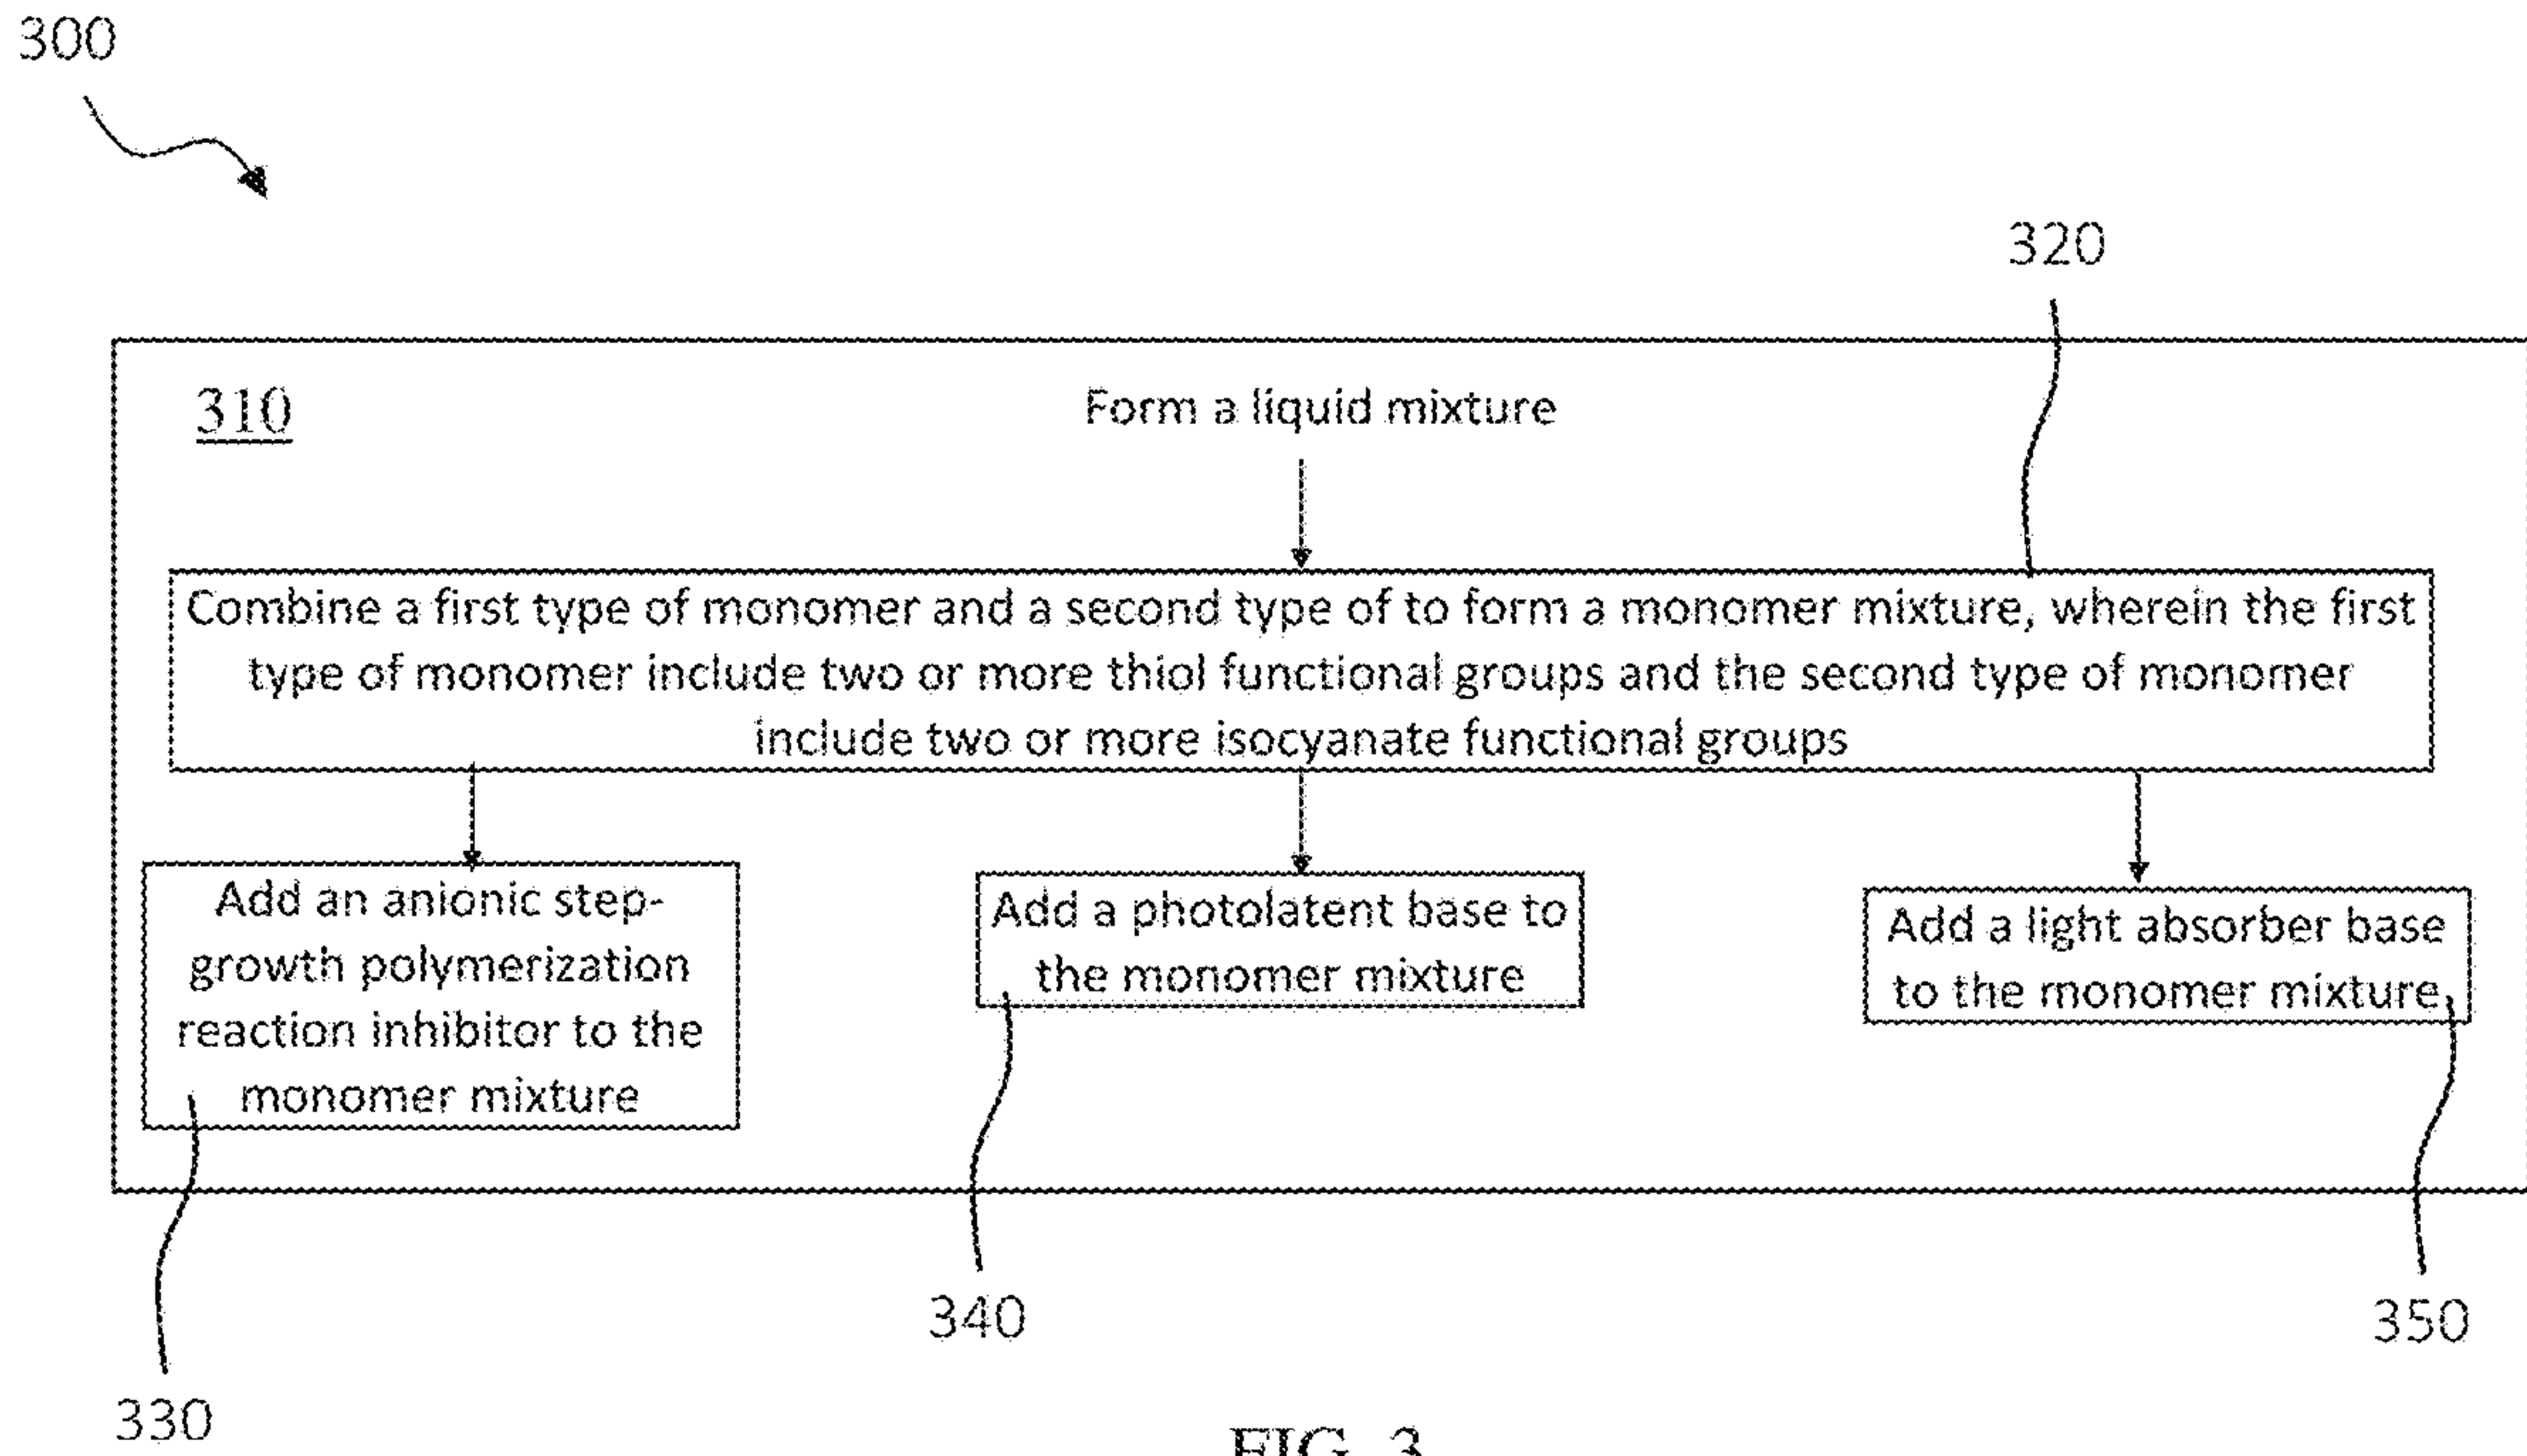 300
320
310
Form a liquid mixture
Combine a first type of monomer and a second type of to form a monomer mixture, wherein the first
type of monomer include two or more thiol functional groups and the second type of monomer
include two or more isocyanate functional groups
Add an anionic step-
growth polymerization
reaction inhibitor to the
monomer mixture
Add a photolatent base to
the monomer mixture
Add a light absorber base
to the monomer mixture
340
350
330
FIG. 3